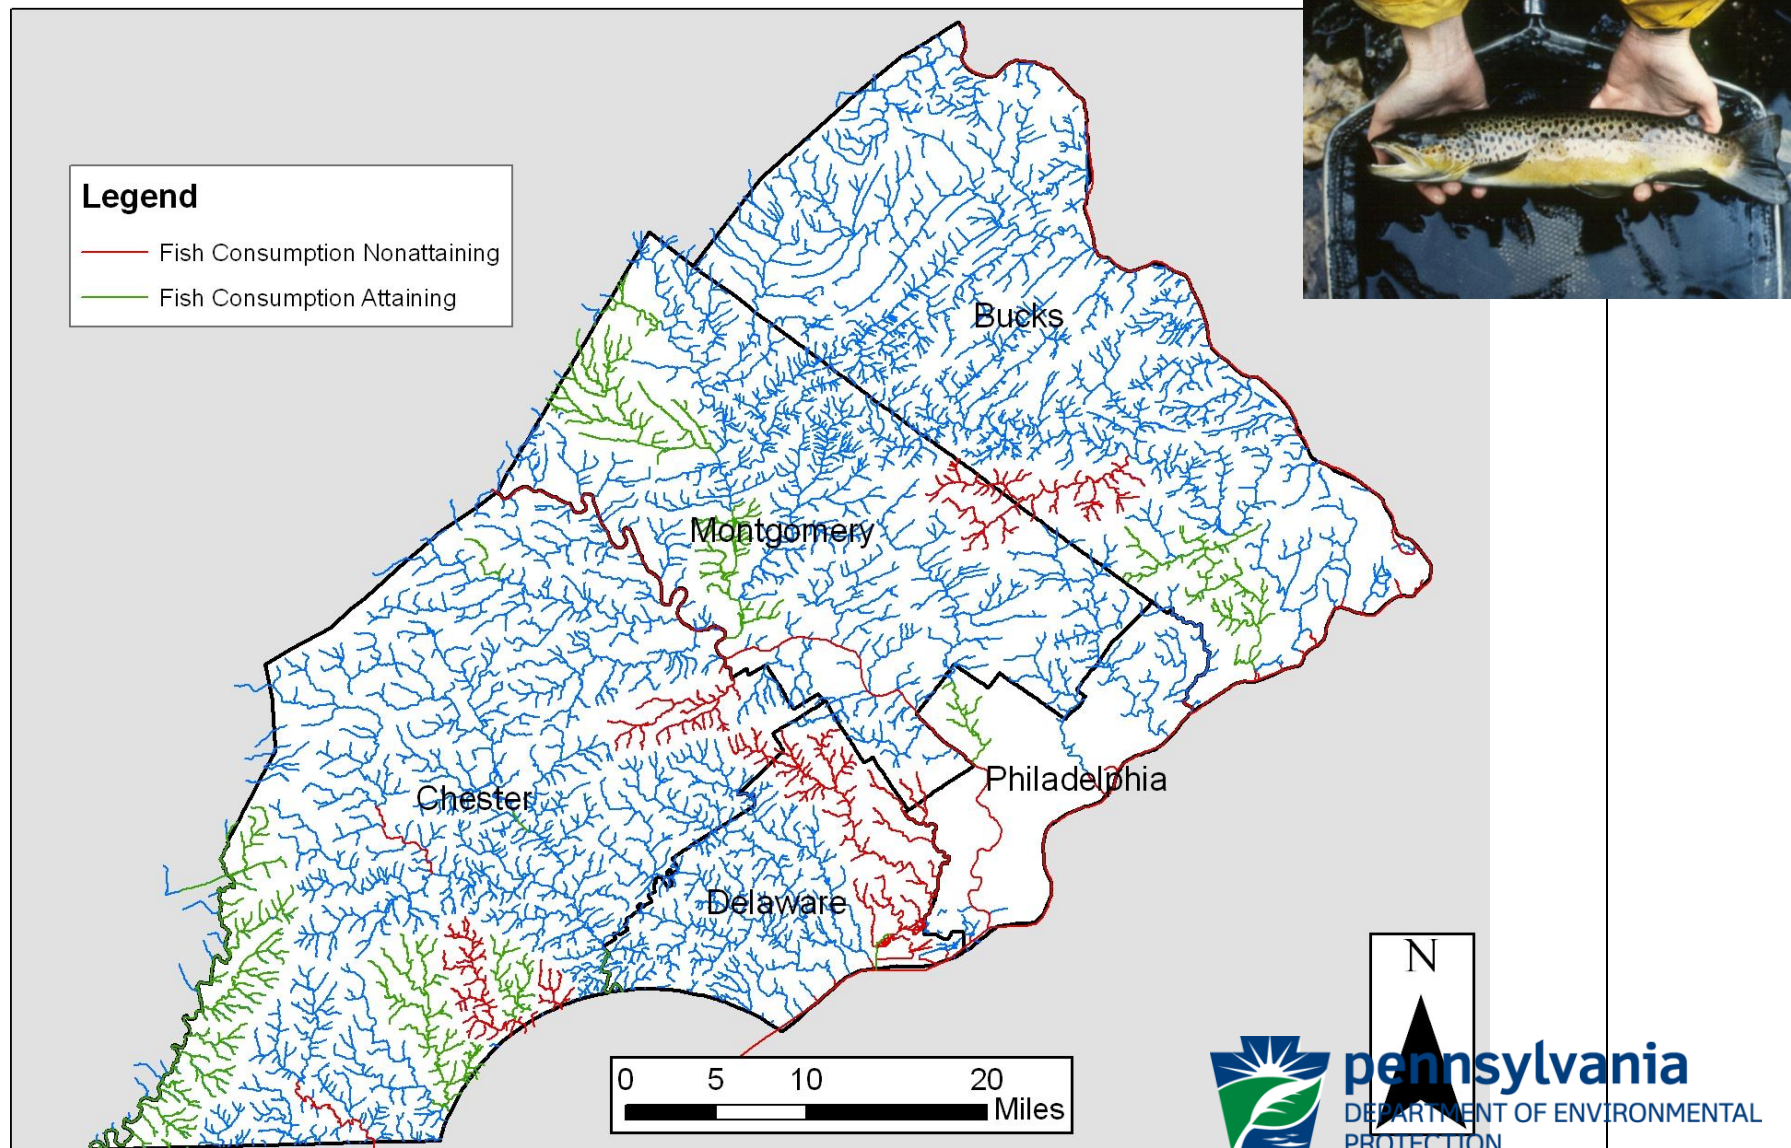 Legend
Fish Consumption Nonattaining
Fish Consumption Attaining
Bucks
Montgomery
Philadelphia
Chester
Delaware
N
0 5 10 20
Miles
pennsylvania
DEPARTMENT OF ENVIRONMENTAL
PROTECTION